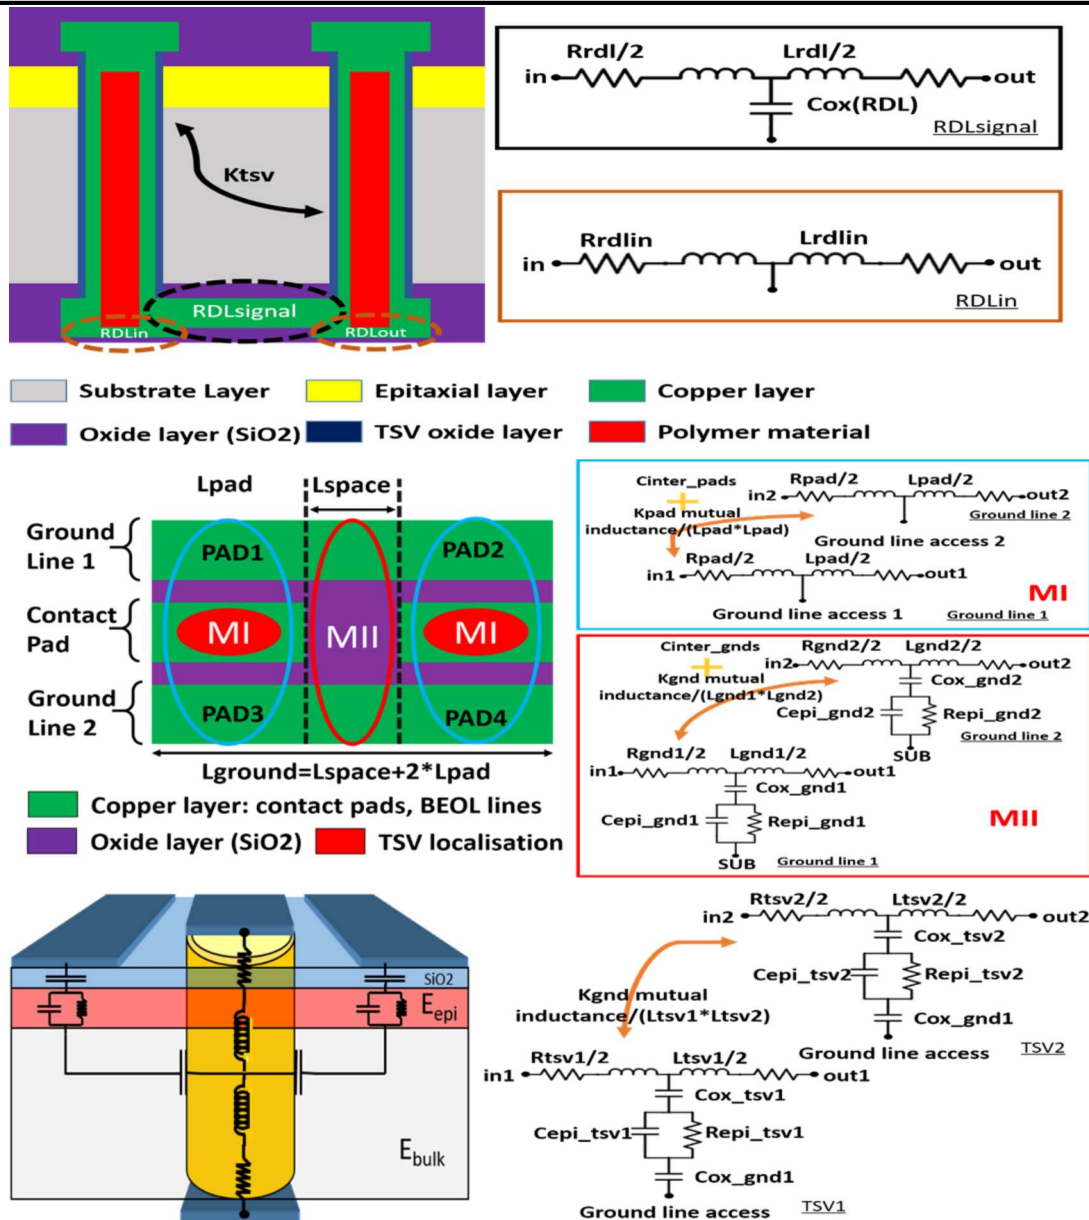 Ktsv
RDLsignal
RDLin
RDLout
Rrdl/2
Lrdl/2
in
out
Cox(RDL)
RDLsignal
Rrdlin
Lrdlin
in
out
RDLin
Substrate Layer
Epitaxial layer
Copper layer
Oxide layer (SiO2)
TSV oxide layer
Polymer material
Lpad
Lspace
Ground
Line 1
Contact
Pad
Ground
Line 2
PAD1
PAD2
MI
MII
MI
PAD3
PAD4
Lground=Lspace+2*Lpad
Copper layer: contact pads, BEOL lines
Oxide layer (SiO2)
TSV localisation
Cinter_pads
Rpad/2
Lpad/2
in2
out2
Kpad mutual
inductance/(Lpad*Lpad)
Ground line 2
Ground line access 2
Rpad/2
Lpad/2
in1
out1
MI
Ground line access 1
Ground line 1
Cinter_gnds
Rgnd2/2
Lgnd2/2
in2
out2
Kgnd mutual
inductance/(Lgnd1*Lgnd2)
Cox_gnd2
Cepi_gnd2
Repi_gnd2
Ground line 2
SUB
Rgnd1/2
Lgnd1/2
in1
out1
Cox_gnd1
Cepi_gnd1
Repi_gnd1
MII
SUB
Ground line 1
SiO2
Eepi
Ebulk
Rtsv2/2
Ltsv2/2
in2
out2
Cox_tsv2
Cepi_tsv2
Repi_tsv2
Kgnd mutual
inductance/(Ltsv1*Ltsv2)
Cox_gnd1
Ground line access
TSV2
Rtsv1/2
Ltsv1/2
in1
out1
Cox_tsv1
Cepi_tsv1
Repi_tsv1
Cox_gnd1
Ground line access
TSV1